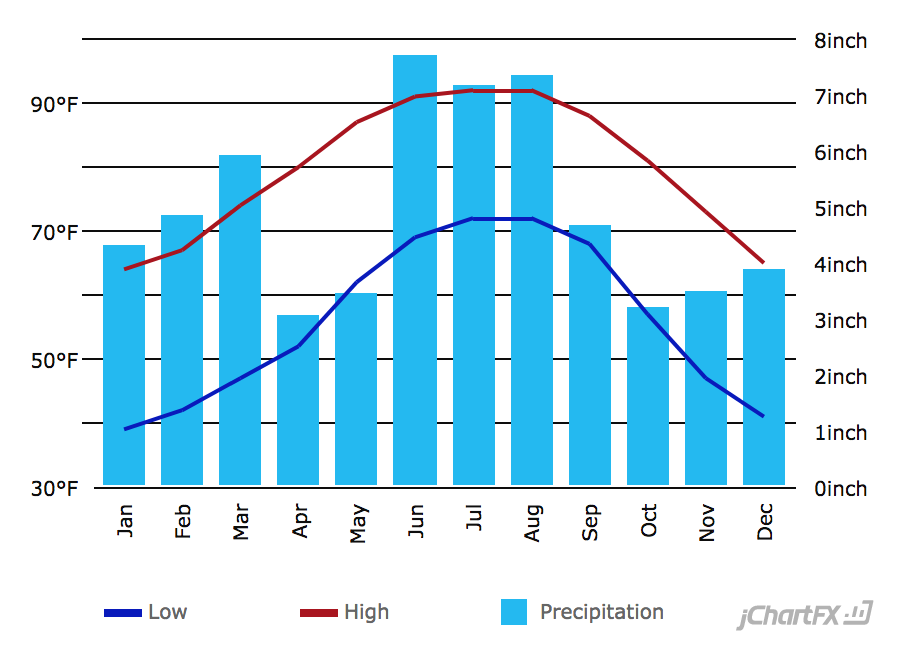 8inch
90°F
7inch
6inch
70°F
5inch
4inch
50°F
3inch
2inch
1inch
30°F
0inch
Jan
Feb
Mar
Apr
May
Jun
Jul
Aug
Sep
Oct
Nov
Dec
Low
High
Precipitation
jChartFX